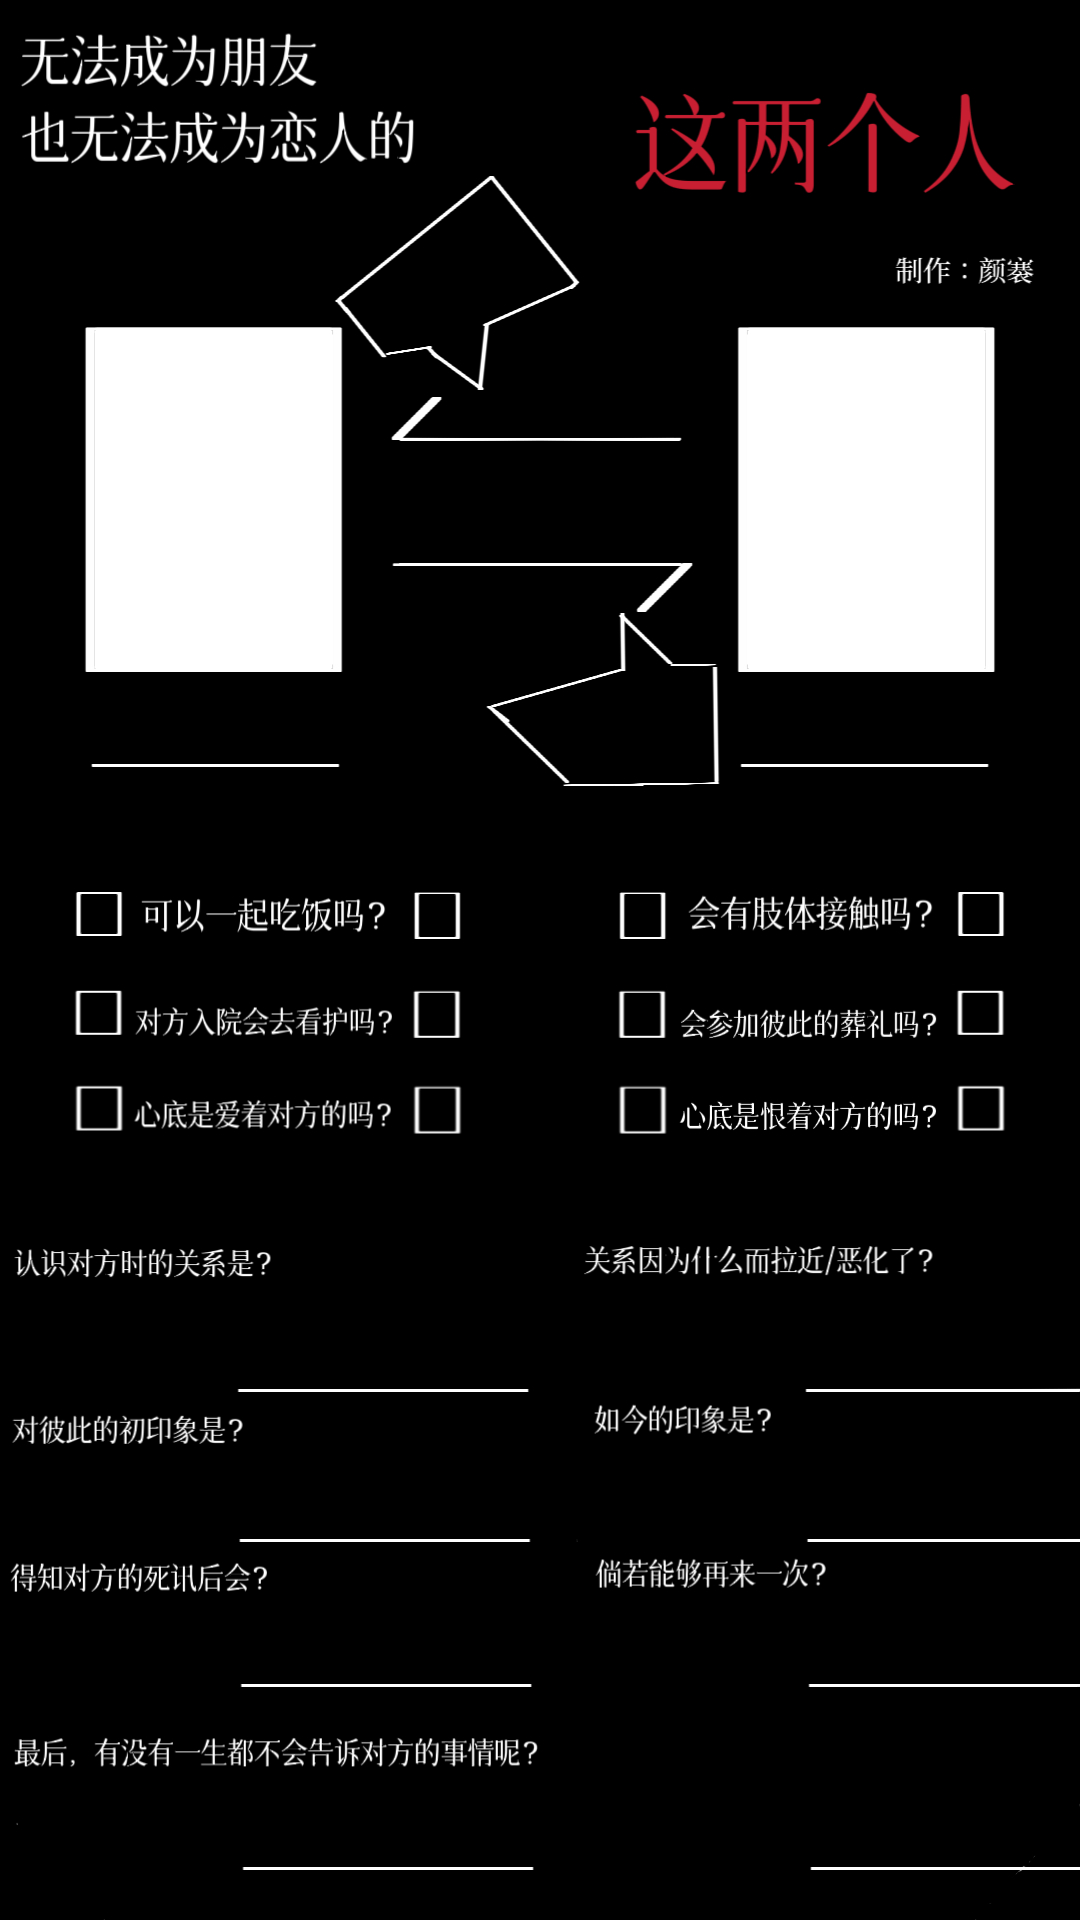 无法成为朋友
也无法成为恋人的
这两个人
制作：颜塞
可以一起吃饭吗？
会有肢体接触吗？
对方入院会去看护吗？
会参加彼此的葬礼吗？
心底是爱着对方的吗？
心底是恨着对方的吗？
认识对方时的关系是？
关系因为什么而拉近/恶化了？
对彼此的初印象是？
如今的印象是？
得知对方的死讯后会？
倘若能够再来一次？
最后，有没有一生都不会告诉对方的事情呢？